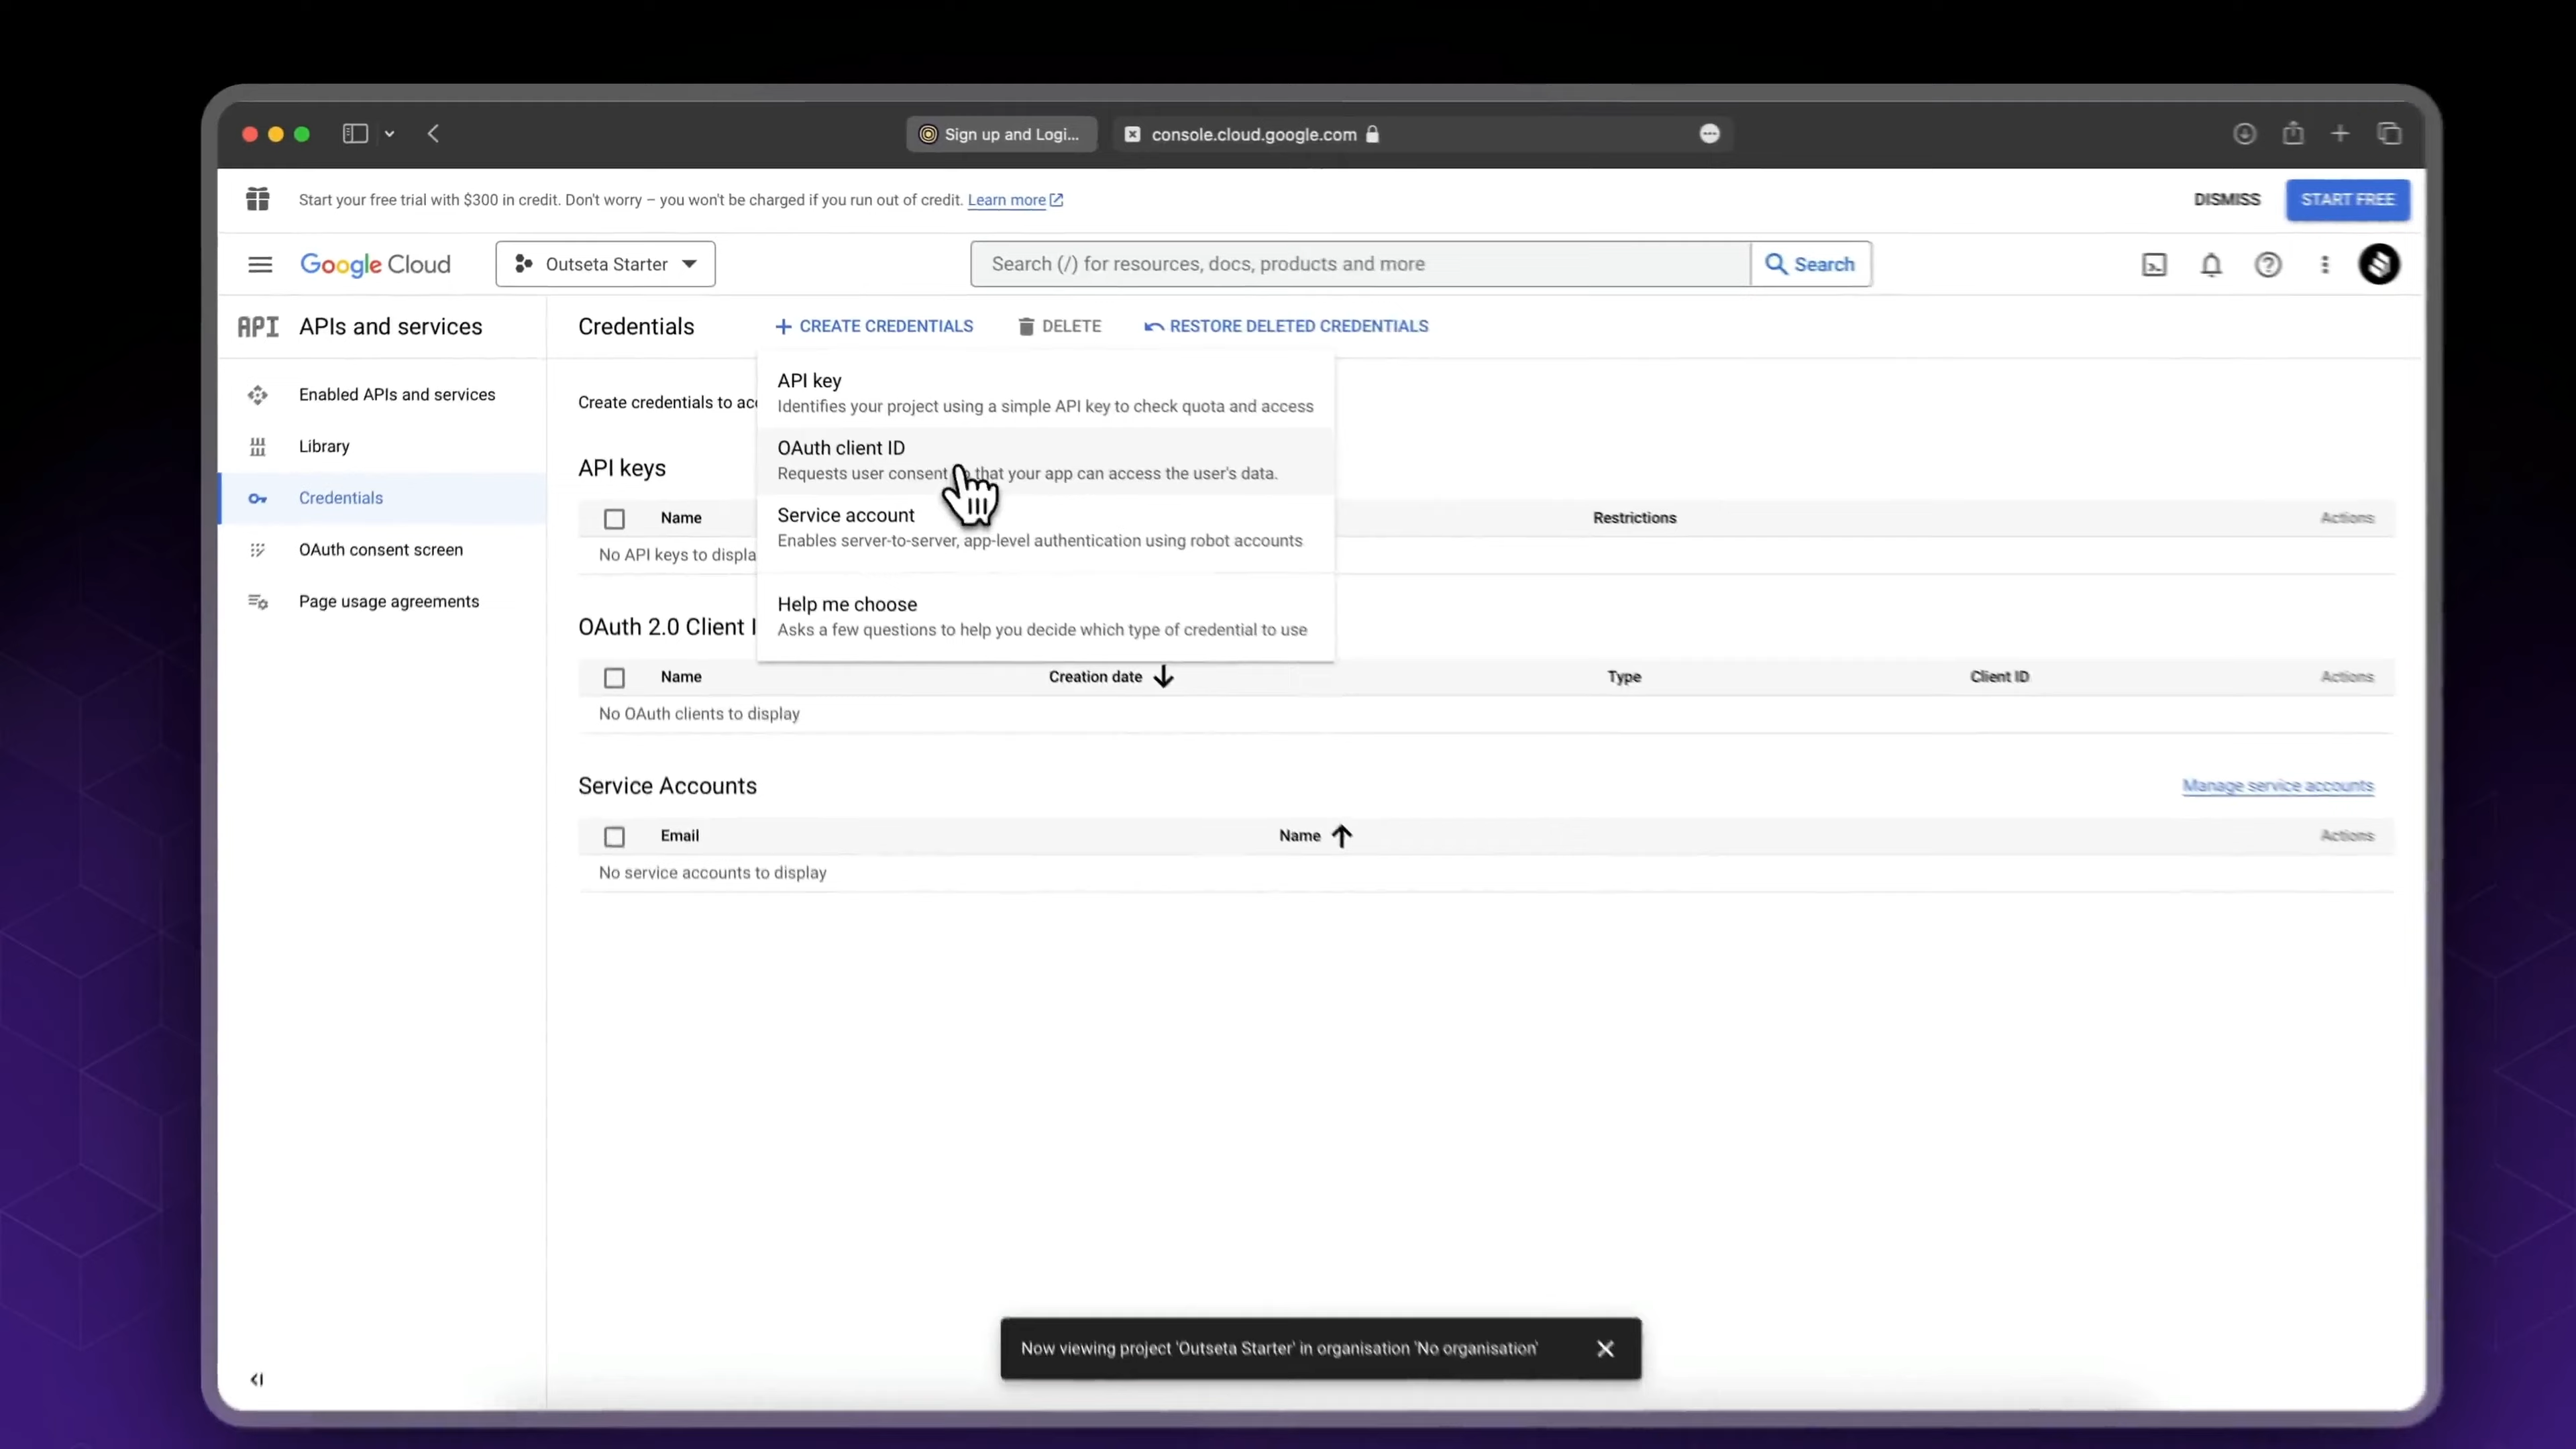 Sign up and Logi...
console.cloud.google.com
Start your free trial with $300 in credit. Don't worry – you won't be charged if you run out of credit. Learn more
DISMISS
START FREE
Google Cloud
Outseta Starter
Search (/) for resources, docs, products and more
Search
API APIs and services
Credentials
CREATE CREDENTIALS
DELETE
RESTORE DELETED CREDENTIALS
Enabled APIs and services
Library
Credentials
OAuth consent screen
Page usage agreements
Create credentials to acc
API key
Identifies your project using a simple API key to check quota and access
OAuth client ID
Requests user consent that your app can access the user's data.
Service account
Enables server-to-server, app-level authentication using robot accounts
Help me choose
Asks a few questions to help you decide which type of credential to use
API keys
Name
Restrictions
Actions
No API keys to displa
OAuth 2.0 Client I
Name
Creation date
Type
Client ID
Actions
No OAuth clients to display
Service Accounts
Manage service accounts
Email
Name
Actions
No service accounts to display
Now viewing project 'Outseta Starter' in organisation 'No organisation'